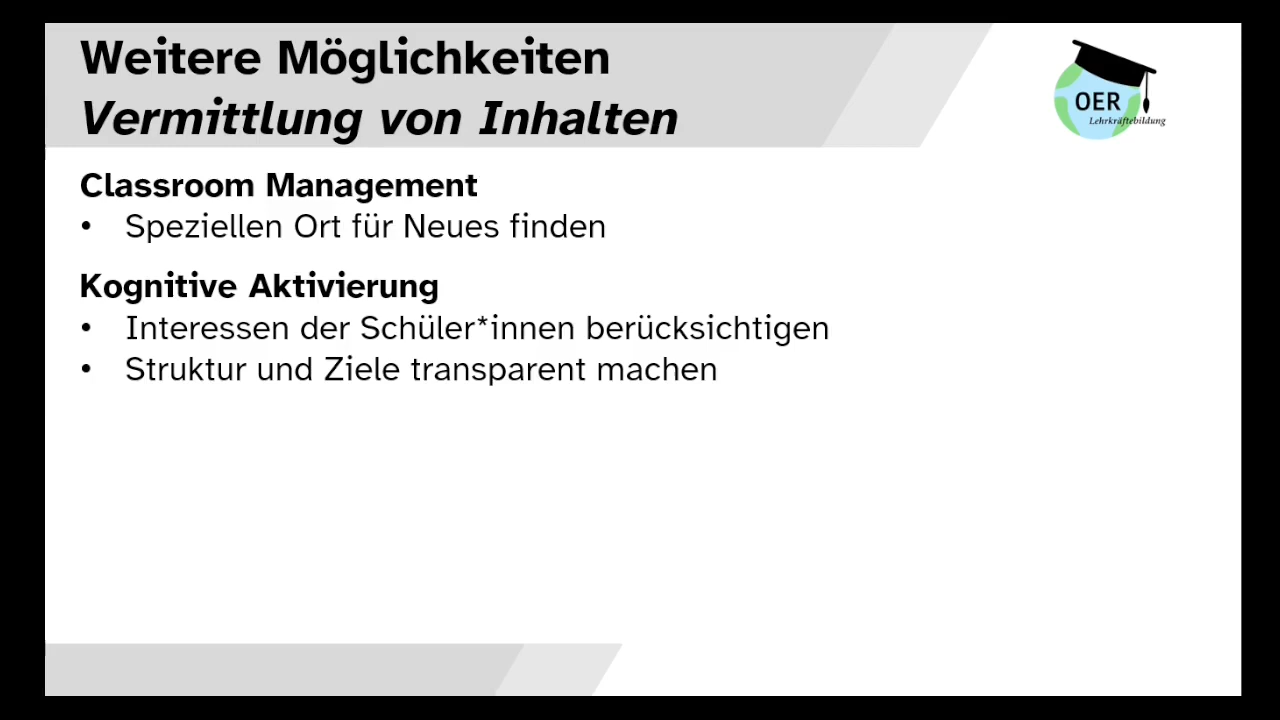 Weitere Möglichkeiten
Vermittlung von Inhalten
OER
Lehrkräftebildung
Classroom Management
• Speziellen Ort für Neues finden
Kognitive Aktivierung
• Interessen der Schüler*innen berücksichtigen
• Struktur und Ziele transparent machen